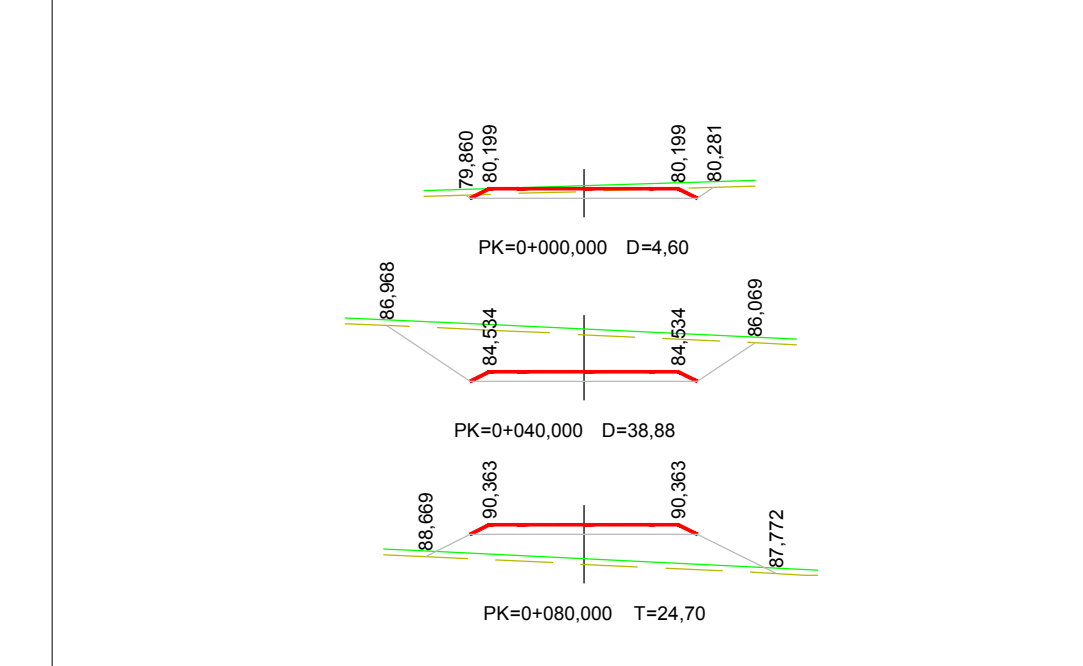 79,860 80,199 80,199 80,281
PK=0+000,000 D=4,60
86,968 84,534 84,534 86,069
PK=0+040,000 D=38,88
88,669 90,363 90,363 87,772
PK=0+080,000 T=24,70